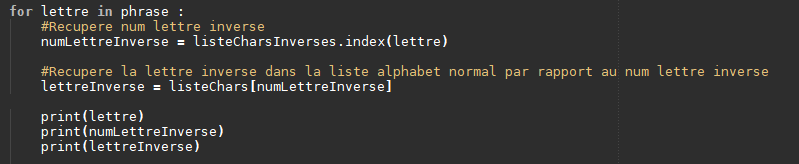 for lettre in phrase :
#Recupere num lettre inverse
numLettreInverse = listeCharsInverses.index(lettre)
#Recupere la lettre inverse dans la liste alphabet normal par rapport au num lettre inverse
lettreInverse = listeChars[numLettreInverse]
print(lettre)
print(numLettreInverse)
print(lettreInverse)